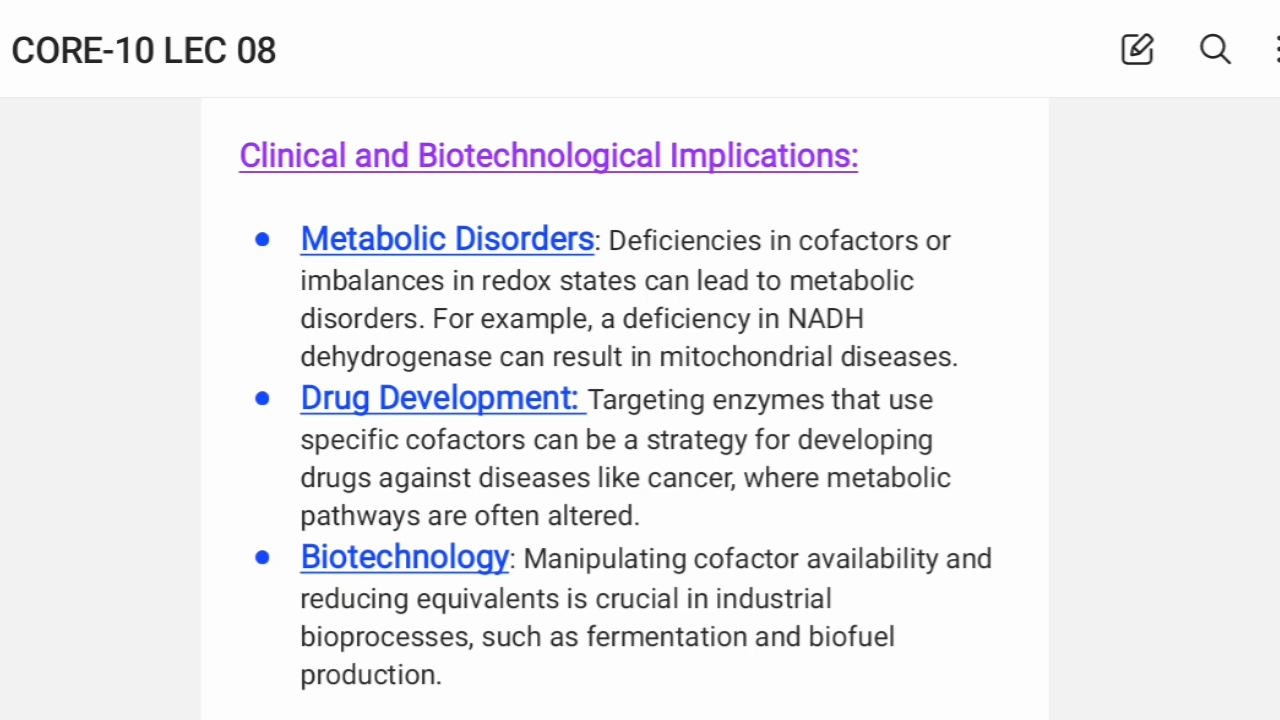 CORE-10 LEC 08
Clinical and Biotechnological Implications:
• Metabolic Disorders: Deficiencies in cofactors or
imbalances in redox states can lead to metabolic
disorders. For example, a deficiency in NADH
dehydrogenase can result in mitochondrial diseases.
• Drug Development: Targeting enzymes that use
specific cofactors can be a strategy for developing
drugs against diseases like cancer, where metabolic
pathways are often altered.
• Biotechnology: Manipulating cofactor availability and
reducing equivalents is crucial in industrial
bioprocesses, such as fermentation and biofuel
production.